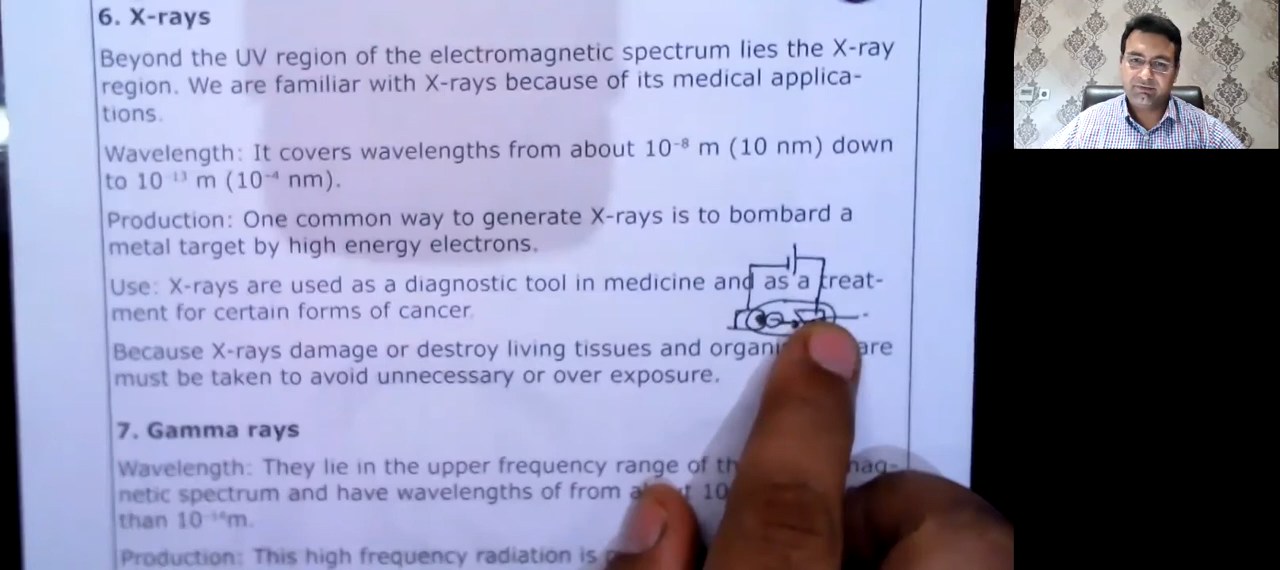 6. X-rays
Beyond the UV region of the electromagnetic spectrum lies the X-ray
region. We are familiar with X-rays because of its medical applica-
tions.
Wavelength: It covers wavelengths from about 10⁻⁸ m (10 nm) down
to 10⁻¹³ m (10⁻⁴ nm).
Production: One common way to generate X-rays is to bombard a
metal target by high energy electrons.
Use: X-rays are used as a diagnostic tool in medicine and as a treat-
ment for certain forms of cancer.
Because X-rays damage or destroy living tissues and are
must be taken to avoid unnecessary or over exposure.
7. Gamma rays
Wavelength: They lie in the upper frequency range of
netic spectrum and have wavelengths of from 10
than m.
Production: This high frequency radiation is